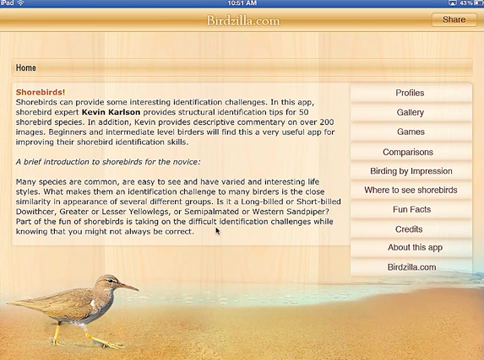 iPad
10:51 AM
43%
Birdzilla.com
Share
Home
Shorebirds!
Shorebirds can provide some interesting identification challenges. In this app,
shorebird expert Kevin Karlson provides structural identification tips for 50
shorebird species. In addition, Kevin provides descriptive commentary on over 200
images. Beginners and intermediate level birders will find this a very useful app for
improving their shorebird identification skills.
A brief introduction to shorebirds for the novice:
Many species are common, are easy to see and have varied and interesting life
styles. What makes them an identification challenge to many birders is the close
similarity in appearance of several different groups. Is it a Long-billed or Short-billed
Dowitcher, Greater or Lesser Yellowlegs, or Semipalmated or Western Sandpiper?
Part of the fun of shorebirds is taking on the difficult identification challenges while
knowing that you might not always be correct.
Profiles
Gallery
Games
Comparisons
Birding by Impression
Where to see shorebirds
Fun Facts
Credits
About this app
Birdzilla.com